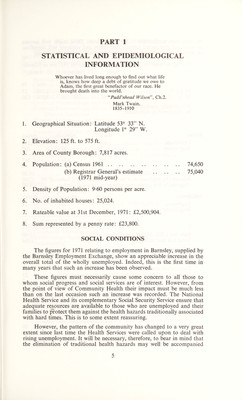 PART 1
STATISTICAL AND EPIDEMIOLOGICAL
INFORMATION
Whoever has lived long enough to find out what life
is, knows how deep a debt of gratitude we owe to
Adam, the first great benefactor of our race. He
brought death into the world.
"Pudd'nhead Wilson", Ch.2.
Mark Twain.
1835-1910
1. Geographical Situation: Latitude 53° 33" N.
Longitude 1° 29" W.
2. Elevation: 125 ft. to 575 ft.
3. Area of County Borough: 7,817 acres.
4. Population: (a) Census 1961 .. .. .. .. .. .. 74,650
(b) Registrar General's estimate .. .. .. 75,040
(1971 mid-year)
5. Density of Population: 9·60 persons per acre.
6. No. of inhabited houses: 25,024.
7. Rateable value at 31st December, 1971: £2,500,904.
8. Sum represented by a penny rate: £23,800.
SOCIAL CONDITIONS
The figures for 1971 relating to employment in Barnsley, supplied by
the Barnsley Employment Exchange, show an appreciable increase in the
overall total of the wholly unemployed. Indeed, this is the first time in
many years that such an increase has been observed.
These figures must necessarily cause some concern to all those to
whom social progress and social services are of interest. However, from
the point of view of Community Health their impact must be much less
than on the last occasion such an increase was recorded. The National
Health Service and its complementary Social Security Service ensure that
adequate resources are available to those who are unemployed and their
families to protect them against the health hazards traditionally associated
with hard times. This is to some extent reassuring.
However, the pattern of the community has changed to a very great
extent since last time the Health Services were called upon to deal with
rising unemployment. It will be necessary, therefore, to bear in mind that
the elimination of traditional health hazards may well be accompanied
5